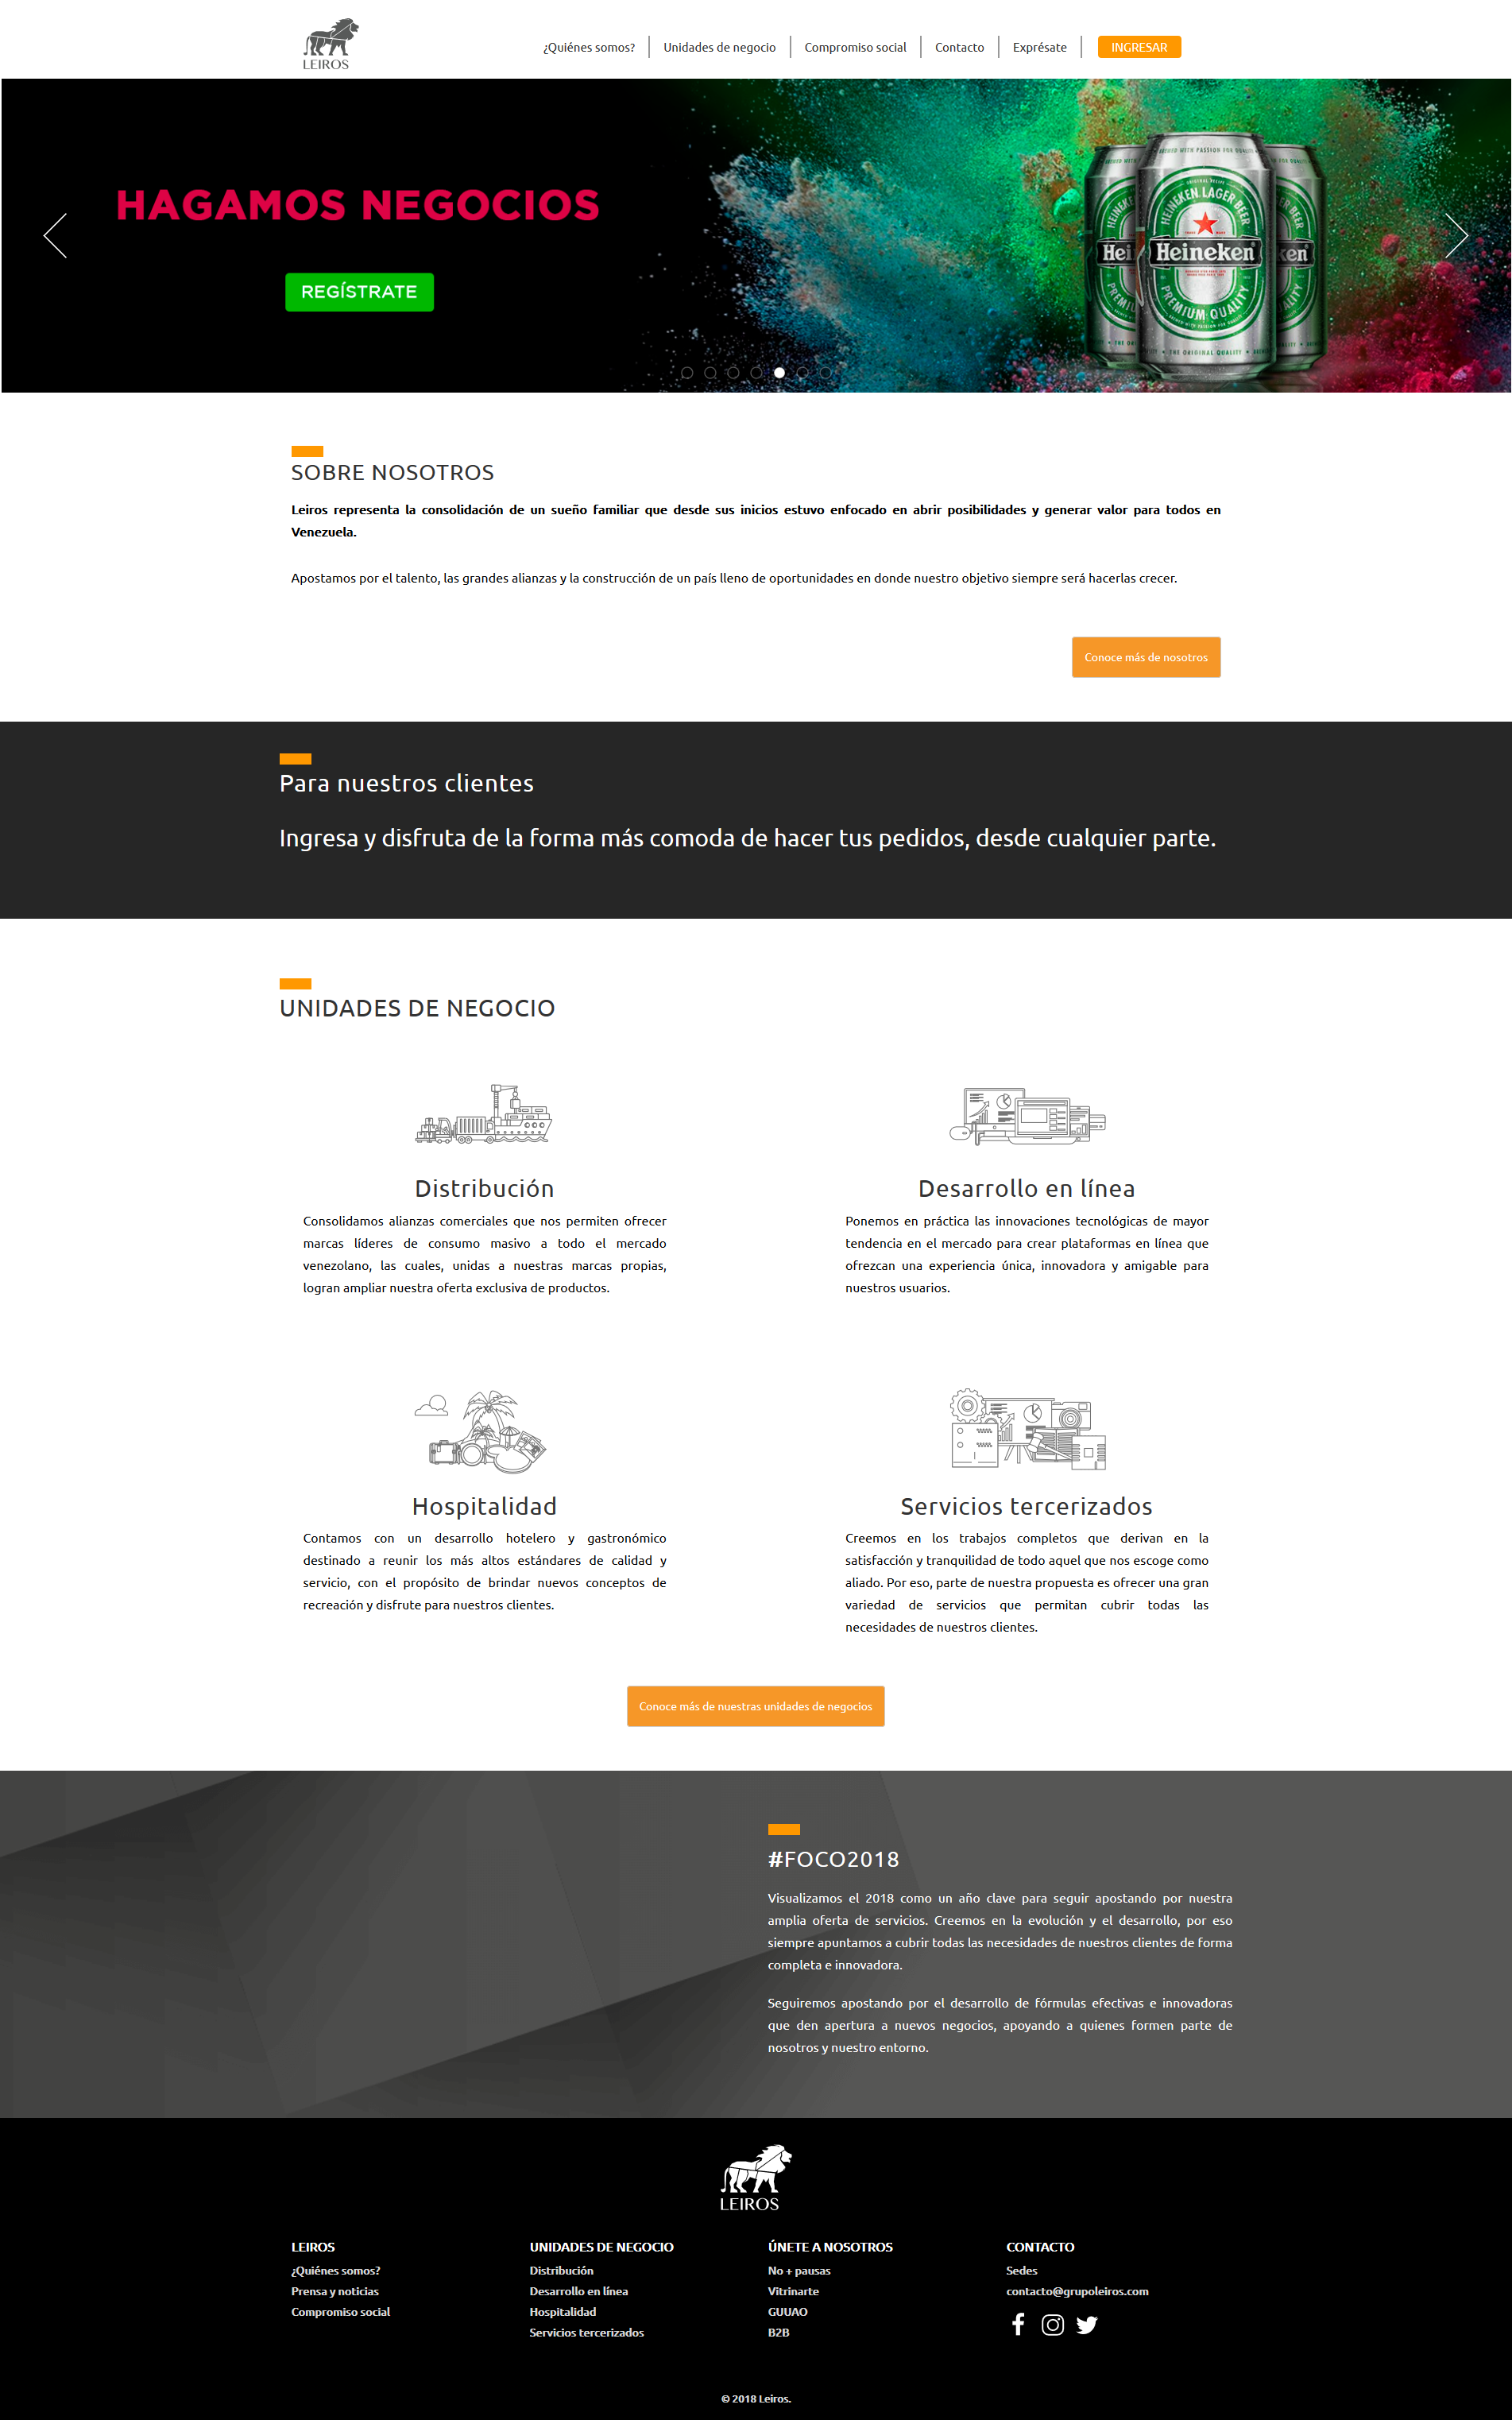 LEIROS
¿Quiénes somos?
Unidades de negocio
Compromiso social
Contacto
Exprésate
INGRESAR
HAGAMOS NEGOCIOS
REGÍSTRATE
HEINEKEN LAGER BEER
Heineken
PREMIUM QUALITY
SOBRE NOSOTROS
Leiros representa la consolidación de un sueño familiar que desde sus inicios estuvo enfocado en abrir posibilidades y generar valor para todos en
Venezuela.
Apostamos por el talento, las grandes alianzas y la construcción de un país lleno de oportunidades en donde nuestro objetivo siempre será hacerlas crecer.
Conoce más de nosotros
Para nuestros clientes
Ingresa y disfruta de la forma más comoda de hacer tus pedidos, desde cualquier parte.
UNIDADES DE NEGOCIO
Distribución
Consolidamos alianzas comerciales que nos permiten ofrecer
marcas líderes de consumo masivo a todo el mercado
venezolano, las cuales, unidas a nuestras marcas propias,
logran ampliar nuestra oferta exclusiva de productos.
Desarrollo en línea
Ponemos en práctica las innovaciones tecnológicas de mayor
tendencia en el mercado para crear plataformas en línea que
ofrezcan una experiencia única, innovadora y amigable para
nuestros usuarios.
Hospitalidad
Contamos con un desarrollo hotelero y gastronómico
destinado a reunir los más altos estándares de calidad y
servicio, con el propósito de brindar nuevos conceptos de
recreación y disfrute para nuestros clientes.
Servicios tercerizados
Creemos en los trabajos completos que derivan en la
satisfacción y tranquilidad de todo aquel que nos escoge como
aliado. Por eso, parte de nuestra propuesta es ofrecer una gran
variedad de servicios que permitan cubrir todas las
necesidades de nuestros clientes.
Conoce más de nuestras unidades de negocios
#FOCO2018
Visualizamos el 2018 como un año clave para seguir apostando por nuestra
amplia oferta de servicios. Creemos en la evolución y el desarrollo, por eso
siempre apuntamos a cubrir todas las necesidades de nuestros clientes de forma
completa e innovadora.
Seguiremos apostando por el desarrollo de fórmulas efectivas e innovadoras
que den apertura a nuevos negocios, apoyando a quienes formen parte de
nosotros y nuestro entorno.
LEIROS
LEIROS
¿Quiénes somos?
Prensa y noticias
Compromiso social
UNIDADES DE NEGOCIO
Distribución
Desarrollo en línea
Hospitalidad
Servicios tercerizados
ÚNETE A NOSOTROS
No + pausas
Vitrinarte
GUUAO
B2B
CONTACTO
Sedes
contacto@grupoleiros.com
© 2018 Leiros.